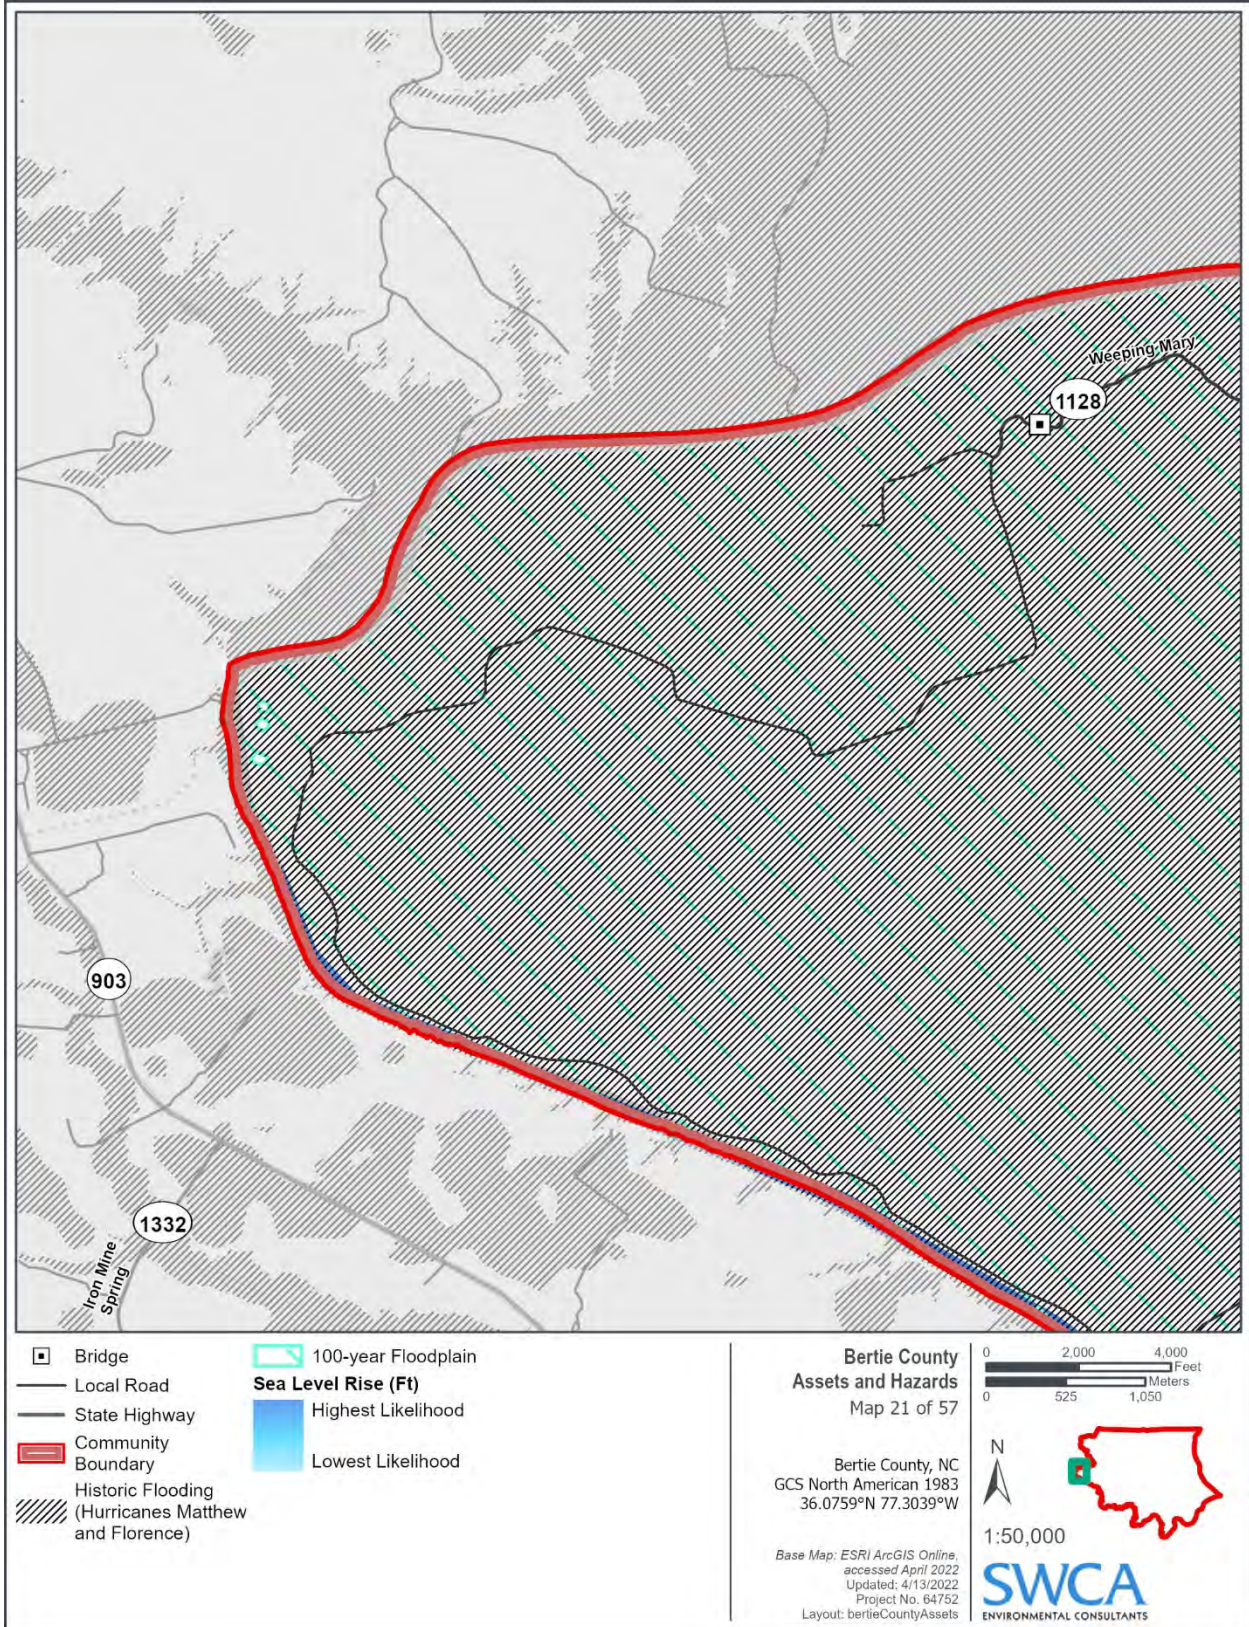 Weeping Mary
1128
903
1332
Iron Mine
Spring
Bridge
Local Road
State Highway
Community
Boundary
Historic Flooding
(Hurricanes Matthew
and Florence)
100-year Floodplain
Sea Level Rise (Ft)
Highest Likelihood
Lowest Likelihood
Bertie County
Assets and Hazards
Map 21 of 57
Bertie County, NC
GCS North American 1983
36.0759°N 77.3039°W
Base Map: ESRI ArcGIS Online,
accessed April 2022
Updated: 4/13/2022
Project No. 64752
Layout: bertieCountyAssets
0 2,000 4,000
Feet
Meters
0 525 1,050
N
1:50,000
SWCA
ENVIRONMENTAL CONSULTANTS